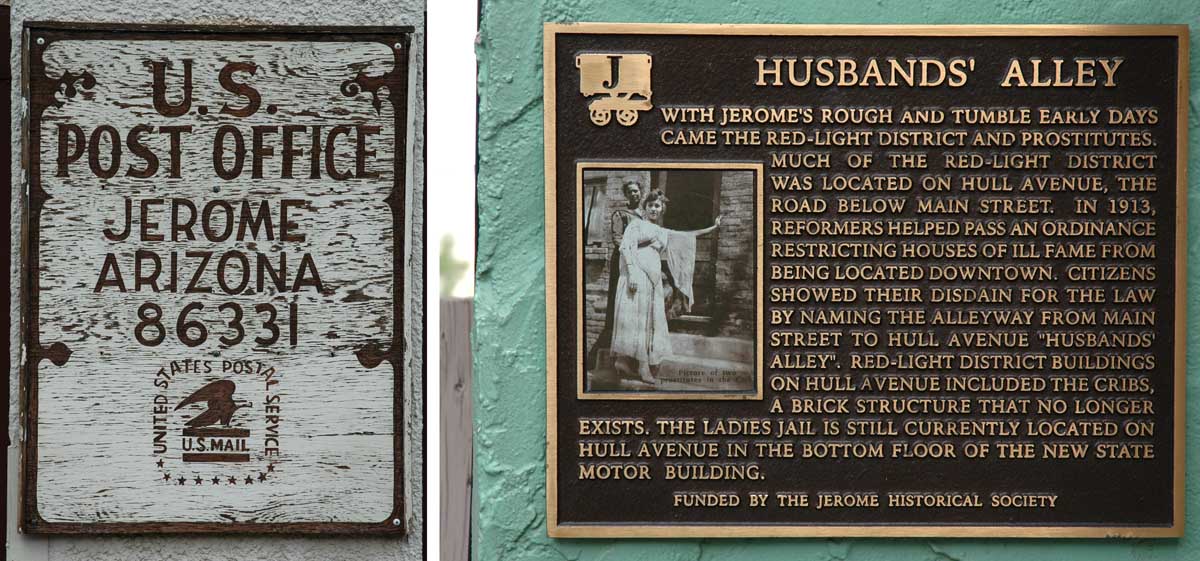 U.S.
POST OFFICE
JEROME
ARIZONA
86331
UNITED STATES POSTAL SERVICE
U.S.MAIL
J
HUSBANDS' ALLEY
WITH JEROME'S ROUGH AND TUMBLE EARLY DAYS
CAME THE RED-LIGHT DISTRICT AND PROSTITUTES.
MUCH OF THE RED-LIGHT DISTRICT
WAS LOCATED ON HULL AVENUE, THE
ROAD BELOW MAIN STREET. IN 1913,
REFORMERS HELPED PASS AN ORDINANCE
RESTRICTING HOUSES OF ILL FAME FROM
BEING LOCATED DOWNTOWN. CITIZENS
SHOWED THEIR DISDAIN FOR THE LAW
BY NAMING THE ALLEYWAY FROM MAIN
STREET TO HULL AVENUE "HUSBANDS'
ALLEY". RED-LIGHT DISTRICT BUILDINGS
ON HULL AVENUE INCLUDED THE CRIBS,
A BRICK STRUCTURE THAT NO LONGER
EXISTS. THE LADIES JAIL IS STILL CURRENTLY LOCATED ON
HULL AVENUE IN THE BOTTOM FLOOR OF THE NEW STATE
MOTOR BUILDING.
Picture of two
prostitutes in the
FUNDED BY THE JEROME HISTORICAL SOCIETY